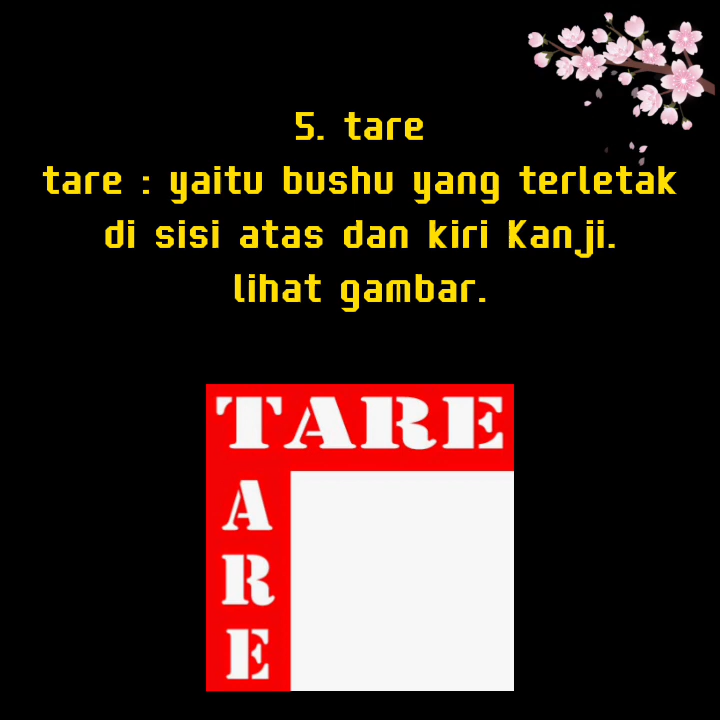 5. tare
tare : yaitu bushu yang terletak
di sisi atas dan kiri Kanji.
lihat gambar.
TARE
A
R
E